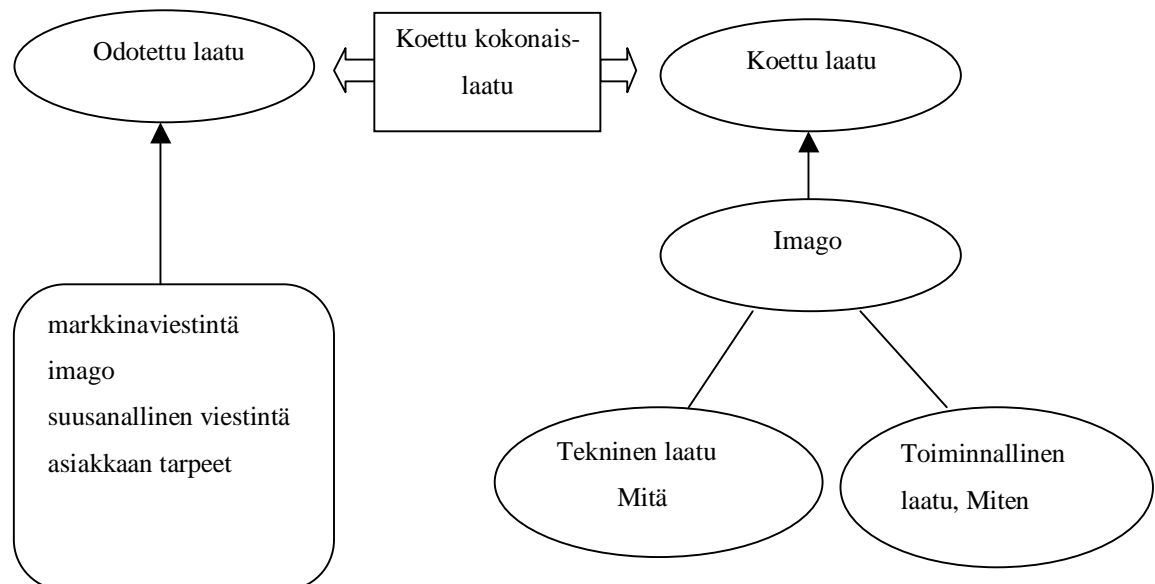 Odotettu laatu
Koettu kokonais-
laatu
Koettu laatu
Imago
markkinaviestintä
imago
suusanallinen viestintä
asiakkaan tarpeet
Tekninen laatu
Mitä
Toiminnallinen
laatu, Miten